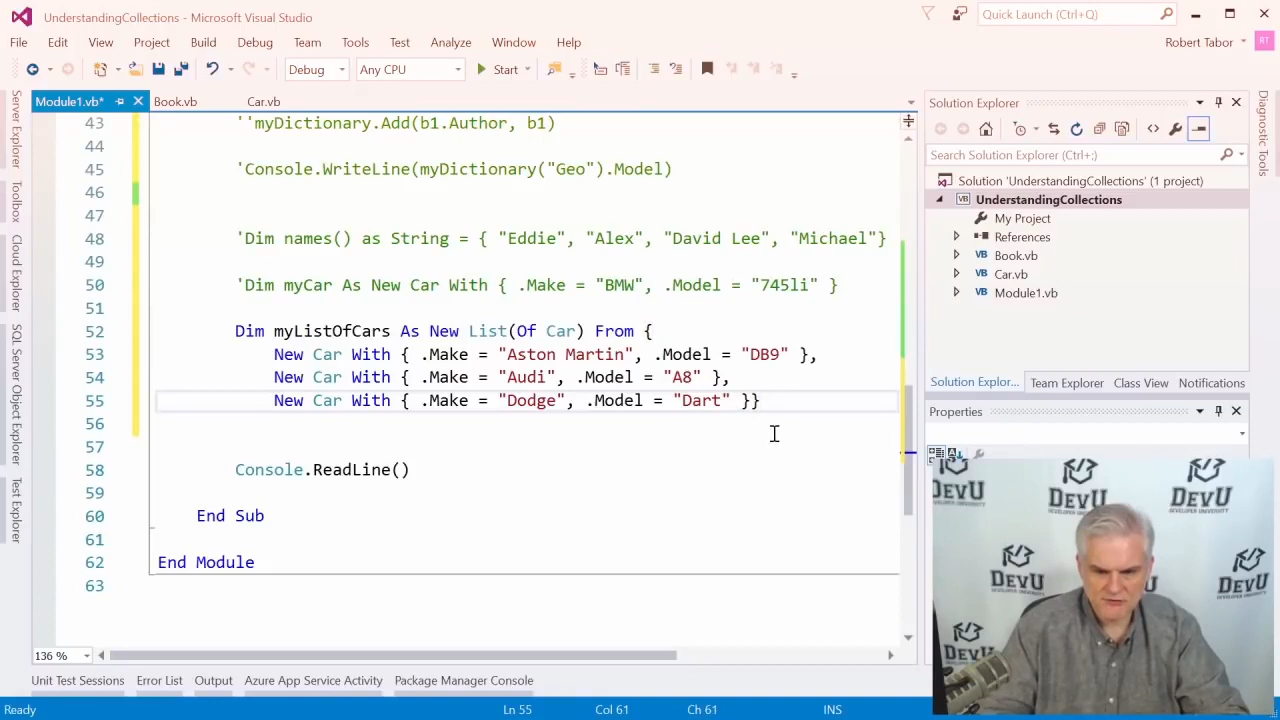 UnderstandingCollections - Microsoft Visual Studio
Quick Launch (Ctrl+Q)
File Edit View Project Build Debug Team Tools Test Analyze Window Help
Robert Tabor RT
Debug Any CPU Start
Module1.vb* Book.vb Car.vb
Server Explorer
Toolbox
Cloud Explorer
SQL Server Object Explorer
Test Explorer
43 ''myDictionary.Add(b1.Author, b1)
44
45 'Console.WriteLine(myDictionary("Geo").Model)
46
47
48 'Dim names() as String = { "Eddie", "Alex", "David Lee", "Michael"}
49
50 'Dim myCar As New Car With { .Make = "BMW", .Model = "745li" }
51
52 Dim myListOfCars As New List(Of Car) From {
53 New Car With { .Make = "Aston Martin", .Model = "DB9" },
54 New Car With { .Make = "Audi", .Model = "A8" },
55 New Car With { .Make = "Dodge", .Model = "Dart" }}
56
57
58 Console.ReadLine()
59
60 End Sub
61
62 End Module
63
136 %
Solution Explorer
Search Solution Explorer (Ctrl+;)
Solution 'UnderstandingCollections' (1 project)
VB UnderstandingCollections
My Project
References
VB Book.vb
VB Car.vb
VB Module1.vb
Solution Explor... Team Explorer Class View Notifications
Properties
Diagnostic Tools
DEVU
DEVU
DEVU
DEVELOPER UNIVERSITY
DEVU
DEVU
DEVU
Unit Test Sessions Error List Output Azure App Service Activity Package Manager Console
Ready Ln 55 Col 61 Ch 61 INS